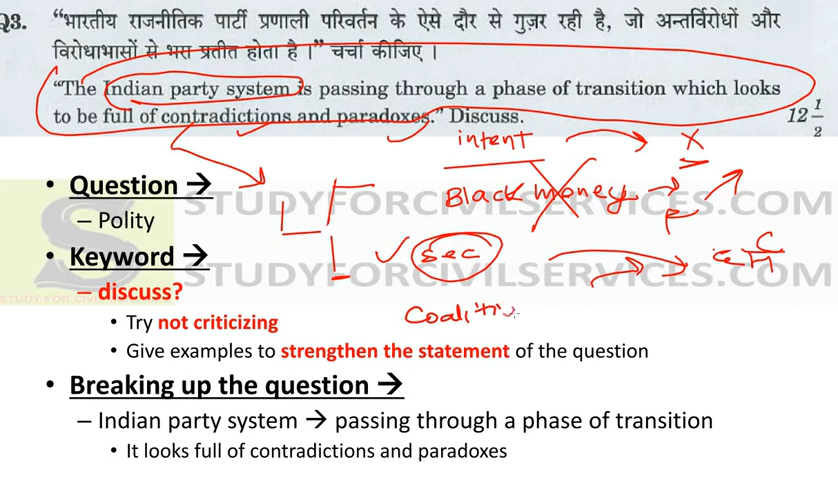 Q3. “भारतीय राजनीतिक पार्टी प्रणाली परिवर्तन के ऐसे दौर से गुज़र रही है, जो अन्तर्विरोधों और
विरोधाभासों से भरा प्रतीत होता है।” चर्चा कीजिए।
“The Indian party system is passing through a phase of transition which looks
to be full of contradictions and paradoxes.” Discuss. 12 1/2
intent X
• Question →
Black money →
STUDYFORCIVILSERVICES.COM
– Polity
• Keyword →
sec
STUDYFORCIVILSERVICES.COM
STUDY FOR CIVIL SERVICES
– discuss?
• Try not criticizing
• Give examples to strengthen the statement of the question
• Breaking up the question →
– Indian party system → passing through a phase of transition
• It looks full of contradictions and paradoxes